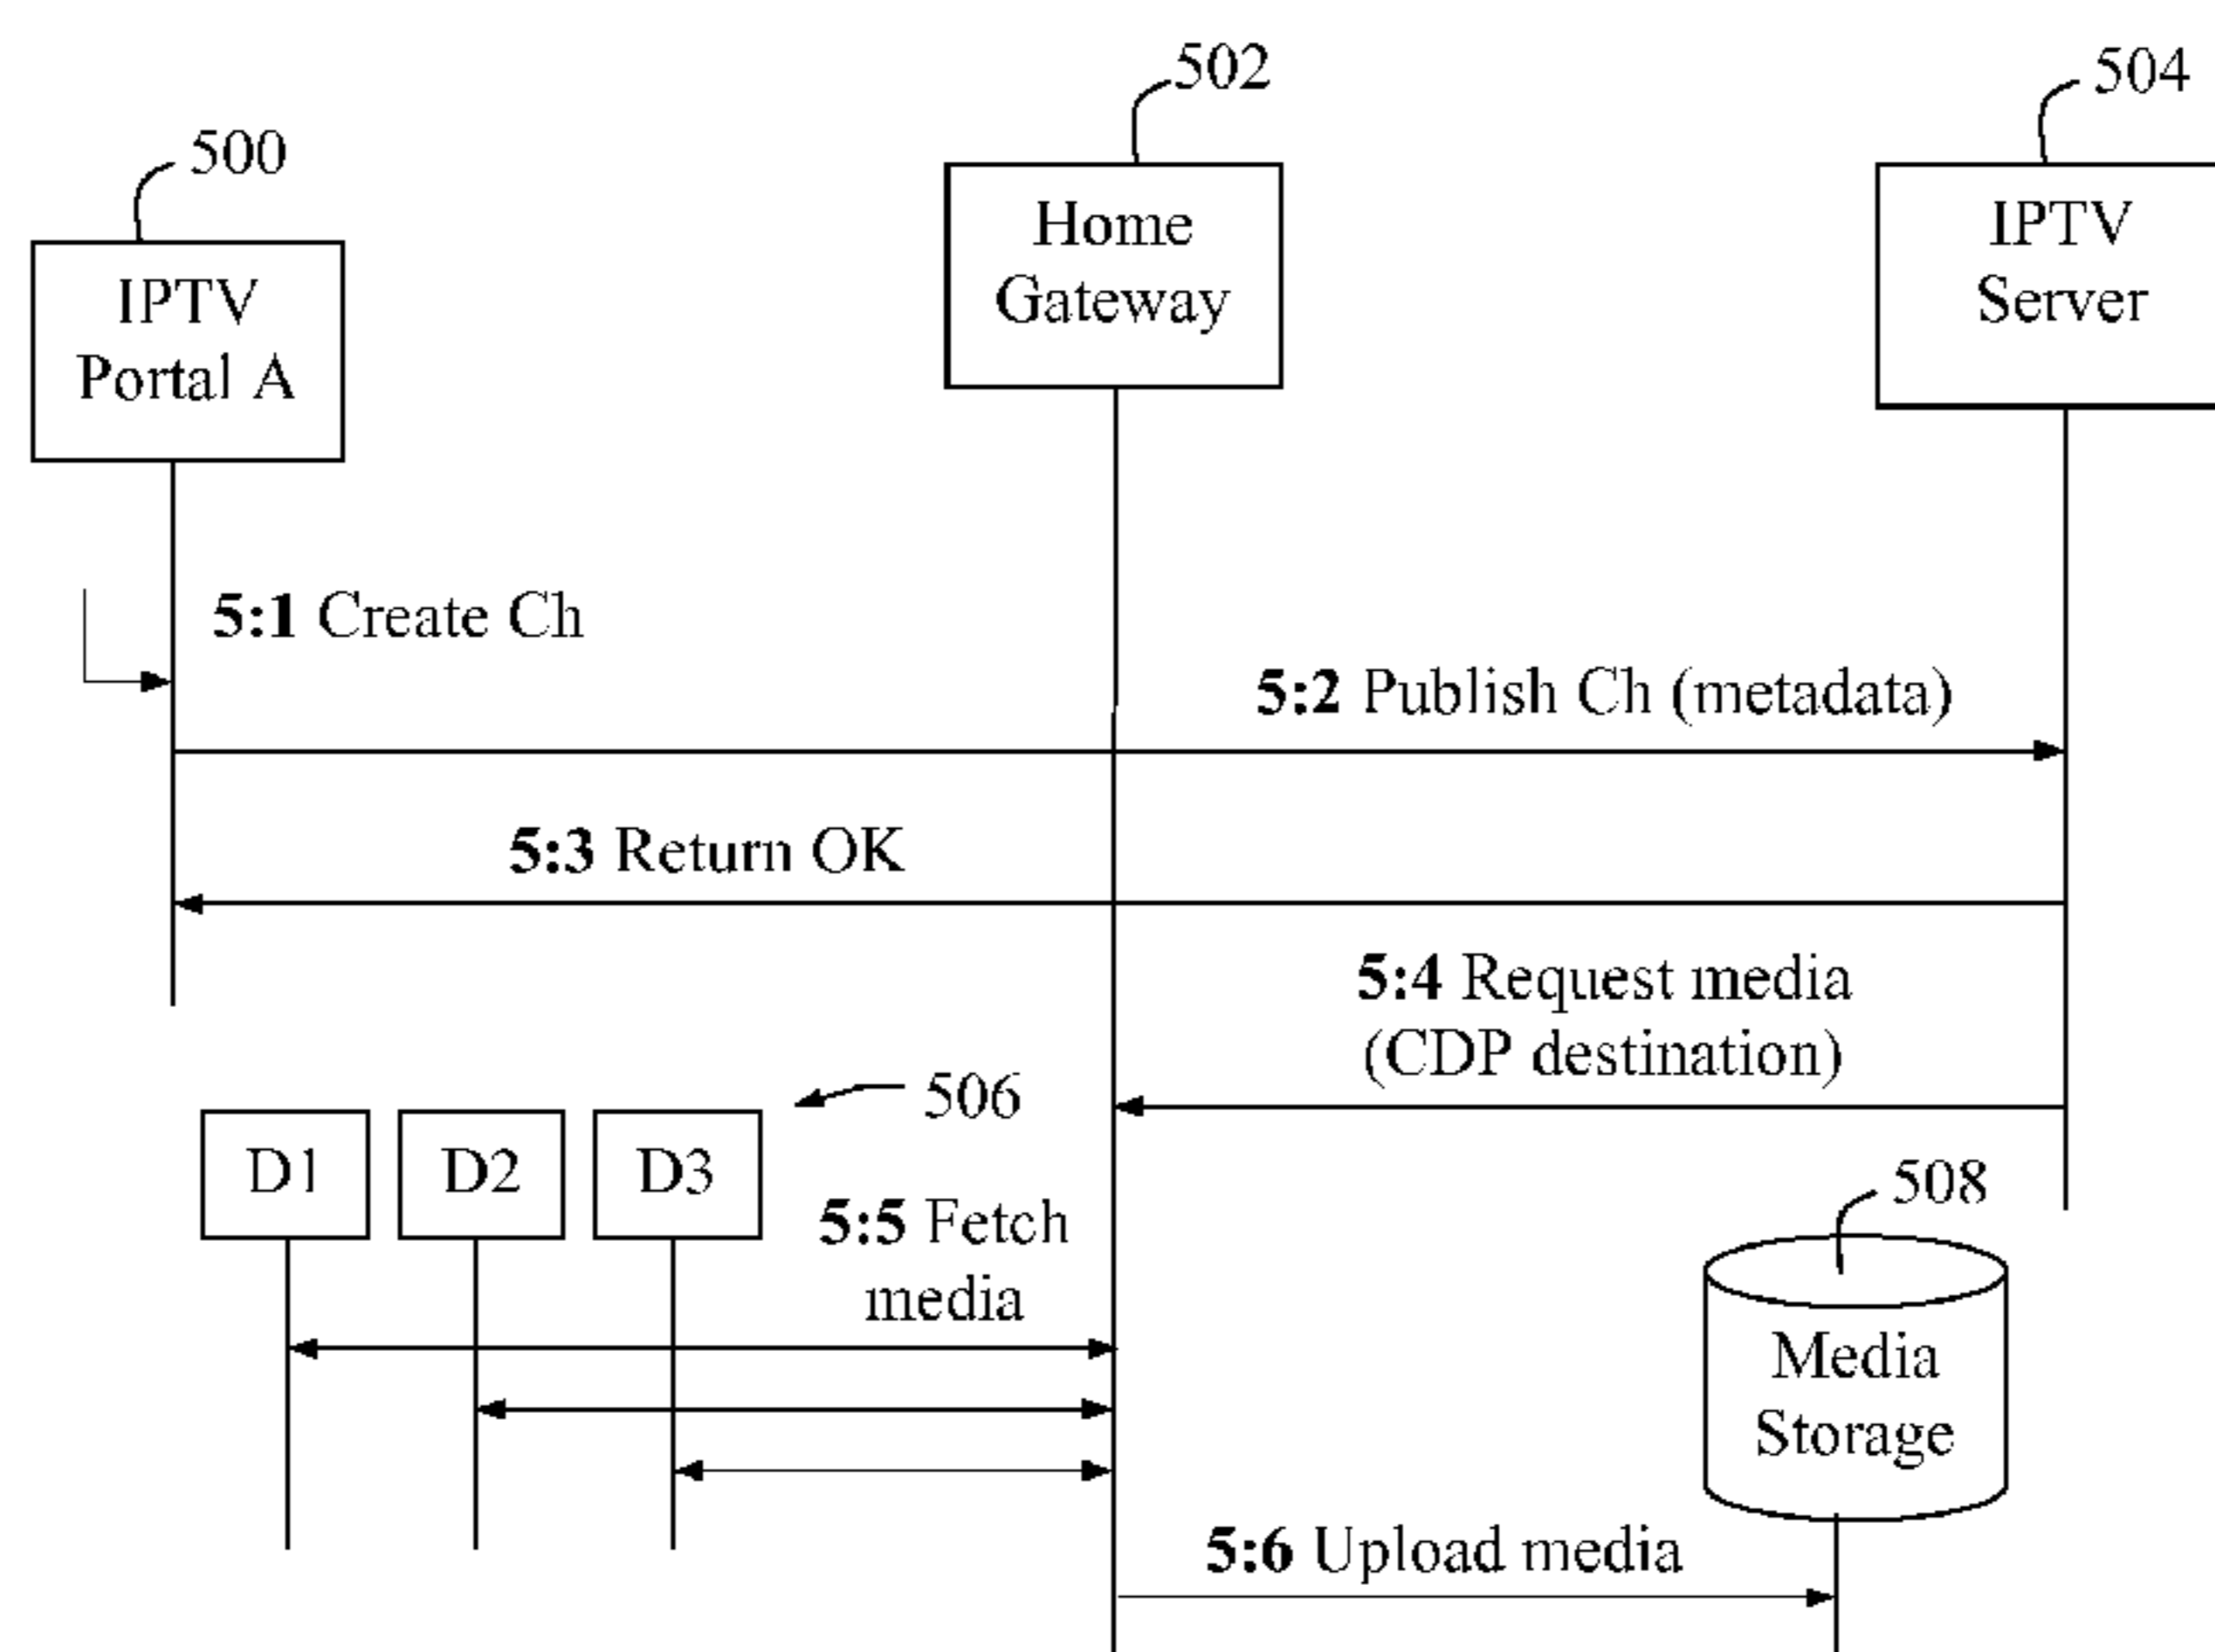 502
504
500
Home
Gateway
IPTV
Server
IPTV
Portal A
5:1 Create Ch
5:2 Publish Ch (metadata)
5:3 Return OK
5:4 Request media
(CDP destination)
506
D1
D2
D3
508
5:5 Fetch
media
Media
Storage
5:6 Upload media